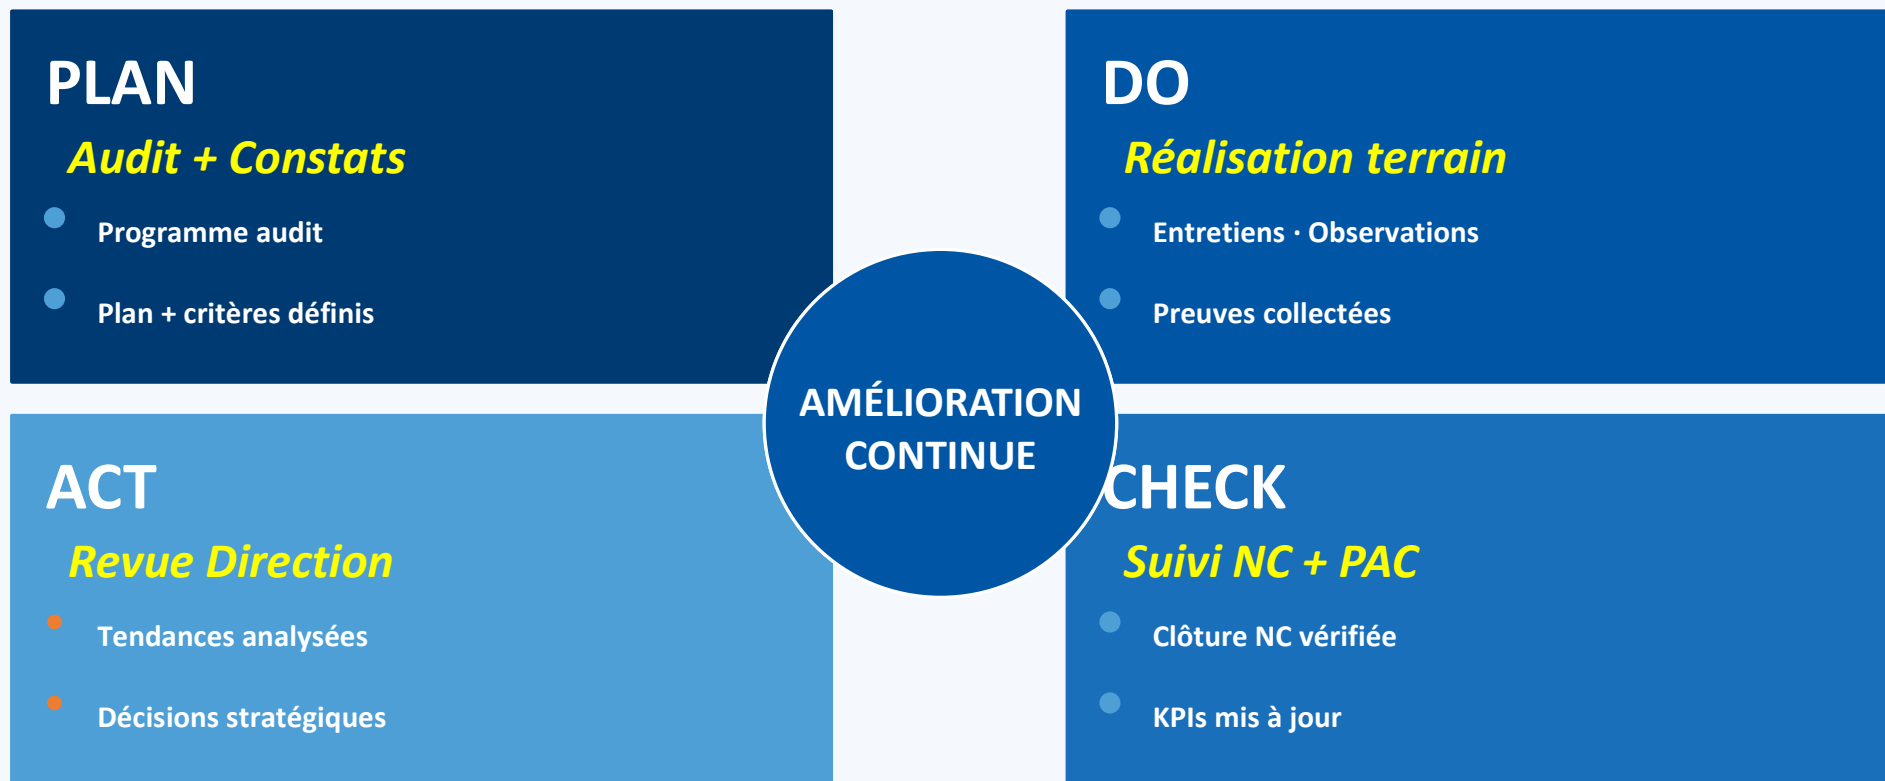 PLAN
Audit + Constats
Programme audit
Plan + critères définis
DO
Réalisation terrain
Entretiens · Observations
Preuves collectées
AMÉLIORATION
CONTINUE
ACT
Revue Direction
Tendances analysées
Décisions stratégiques
CHECK
Suivi NC + PAC
Clôture NC vérifiée
KPIs mis à jour